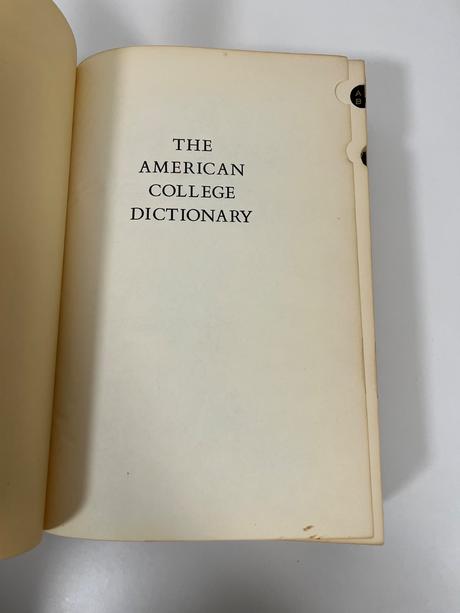 THE
AMERICAN
COLLEGE
DICTIONARY
A
B